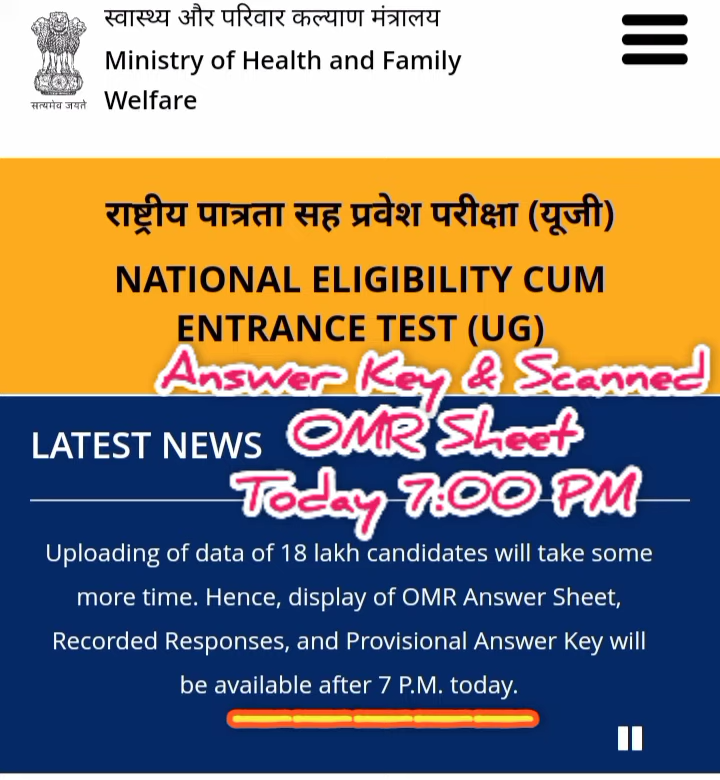 स्वास्थ्य और परिवार कल्याण मंत्रालय
Ministry of Health and Family
Welfare
सत्यमेव जयते
राष्ट्रीय पात्रता सह प्रवेश परीक्षा (यूजी)
NATIONAL ELIGIBILITY CUM
ENTRANCE TEST (UG)
Answer Key & Scanned
OMR Sheet
Today 7:00 PM
LATEST NEWS
Uploading of data of 18 lakh candidates will take some
more time. Hence, display of OMR Answer Sheet,
Recorded Responses, and Provisional Answer Key will
be available after 7 P.M. today.